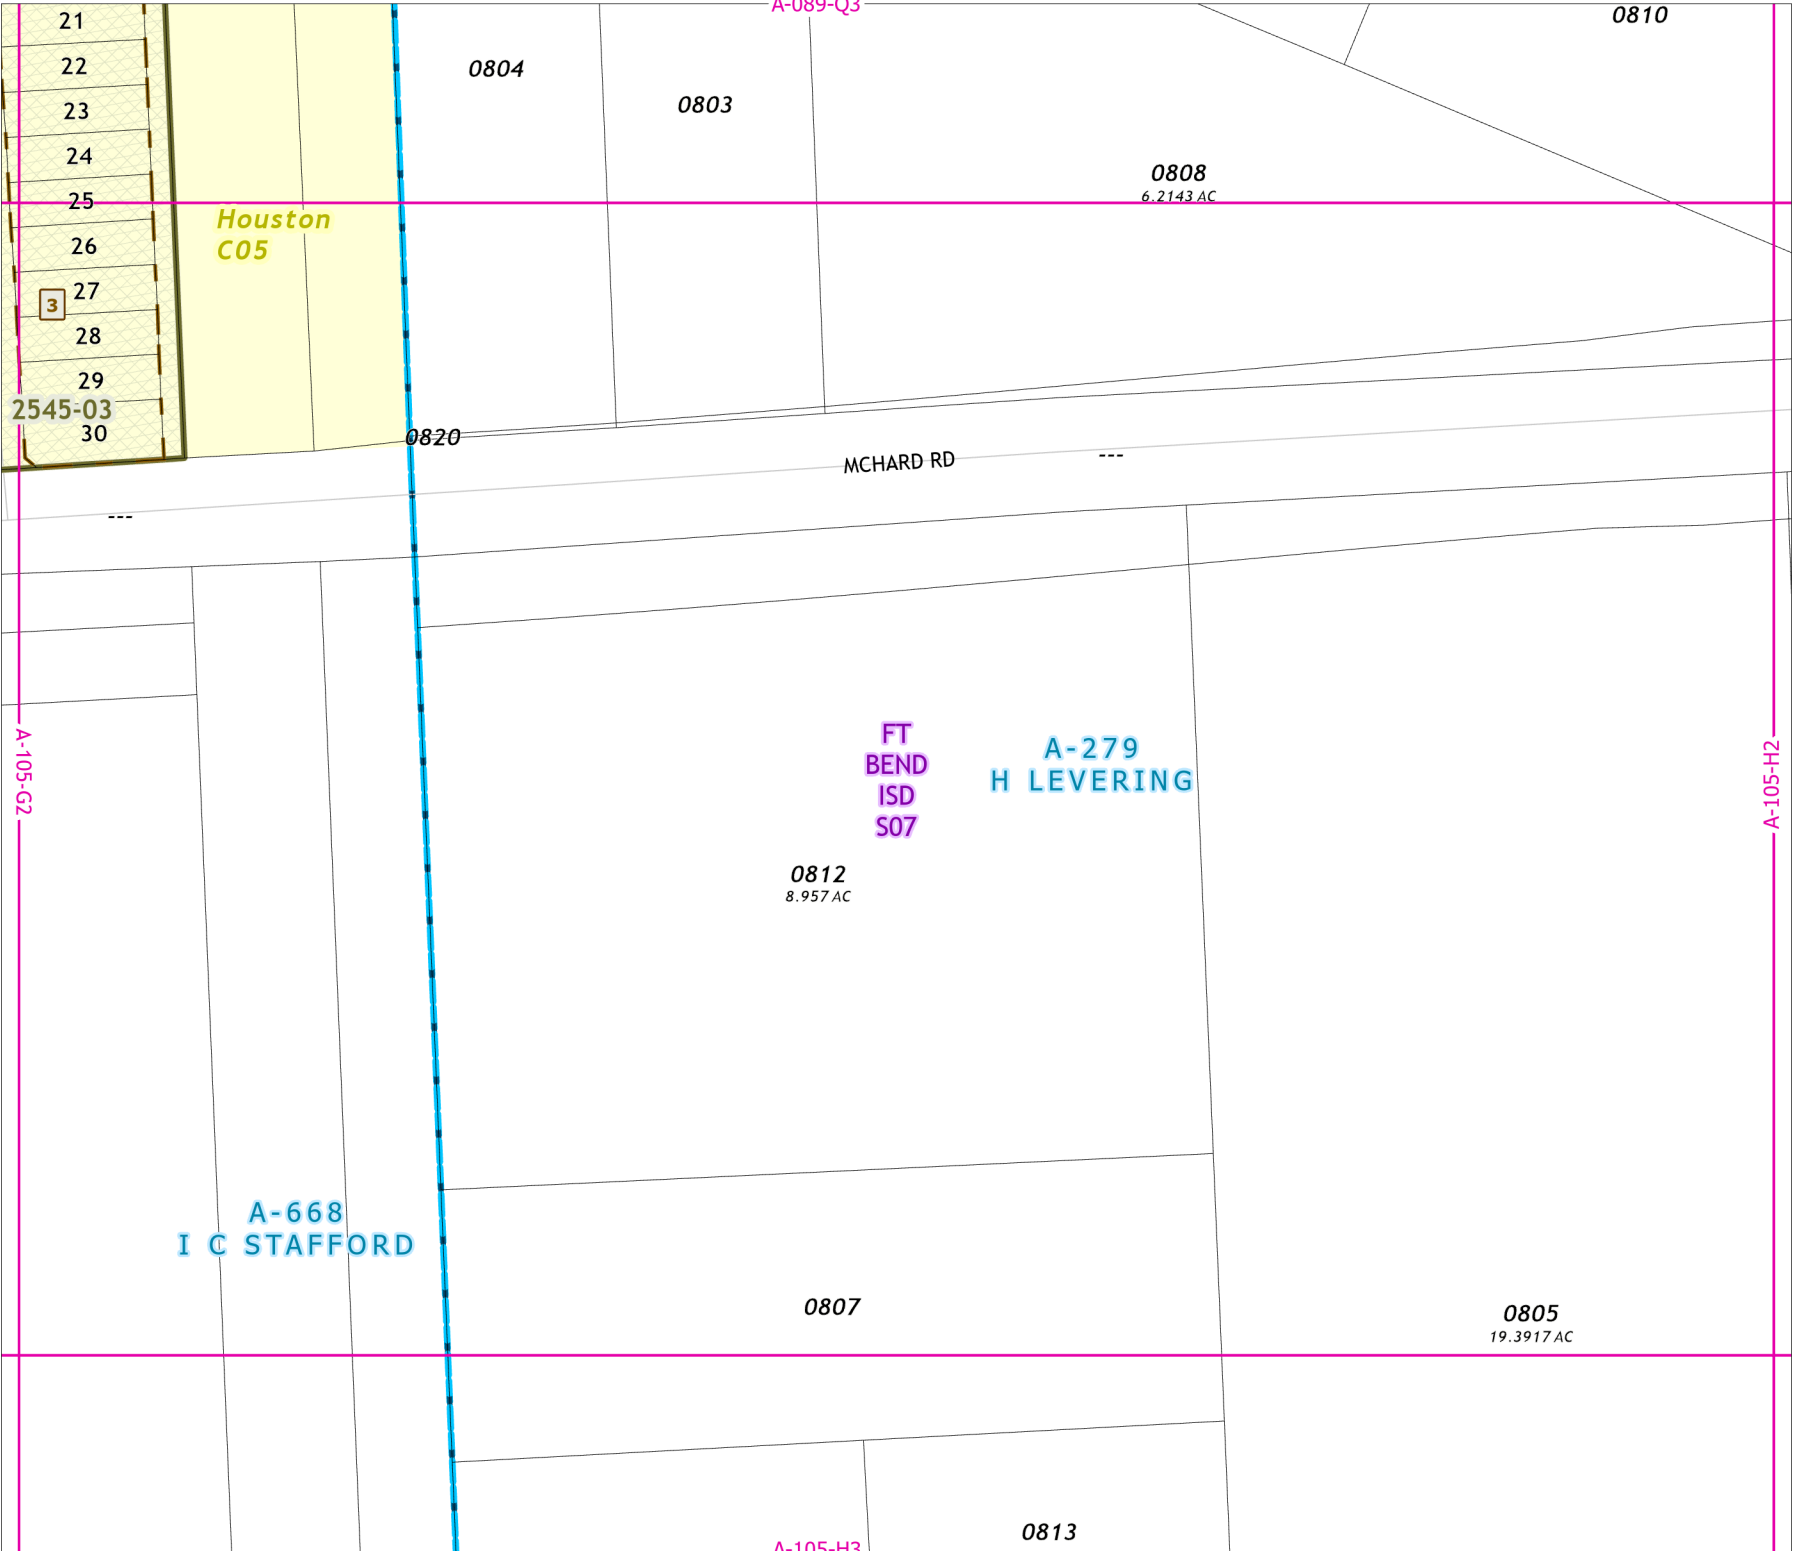 A-089-Q3
21
0810
22
0804
23
0803
24
0808
6.2143 AC
25
Houston
C05
26
27
3
28
29
2545-03
30
0820
MCHARD RD
---
---
FT
BEND
ISD
S07
A-279
H LEVERING
A-105-G2
A-105-H2
0812
8.957 AC
A-668
I C STAFFORD
0807
0805
19.3917 AC
0813
A-105-H3